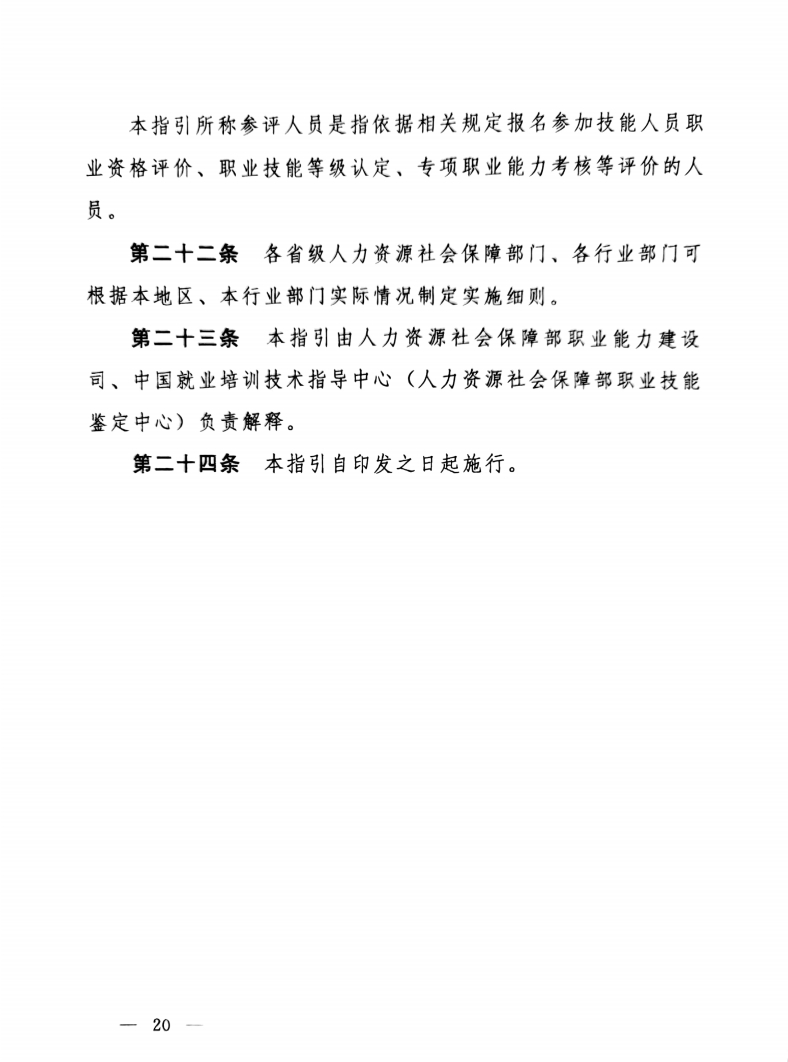 本指引所称参评人员是指依据相关规定报名参加技能人员职
业资格评价、职业技能等级认定、专项职业能力考核等评价的人
员。
第二十二条 各省级人力资源社会保障部门、各行业部门可
根据本地区、本行业部门实际情况制定实施细则。
第二十三条 本指引由人力资源社会保障部职业能力建设
司、中国就业培训技术指导中心（人力资源社会保障部职业技能
鉴定中心）负责解释。
第二十四条 本指引自印发之日起施行。
— 20 —